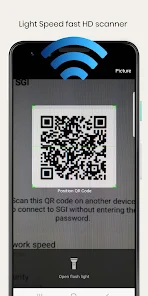 Light Speed fast HD scanner
Picture
SGI
Position QR Code
Scan this QR code on another device
connect to SGI without entering the
password.
work speed
Open flash light